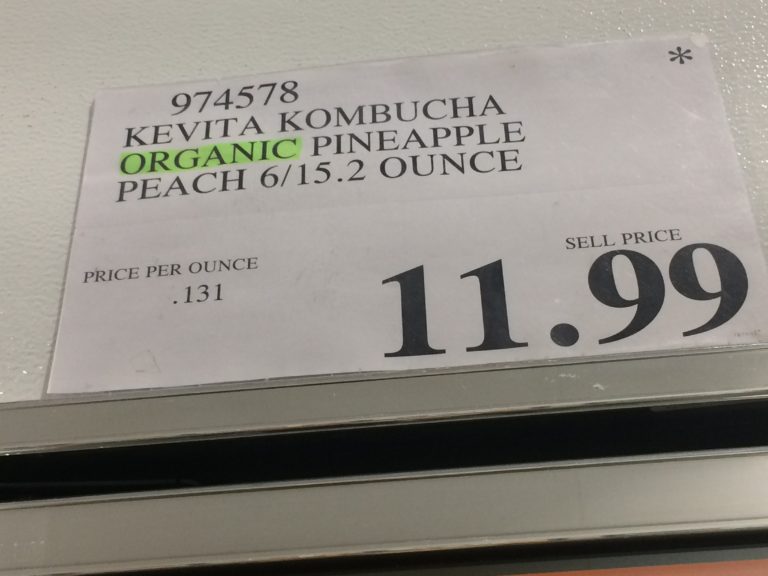 *
974578
KEVITA KOMBUCHA
ORGANIC PINEAPPLE
PEACH 6/15.2 OUNCE
SELL PRICE
PRICE PER OUNCE
.131
11.99